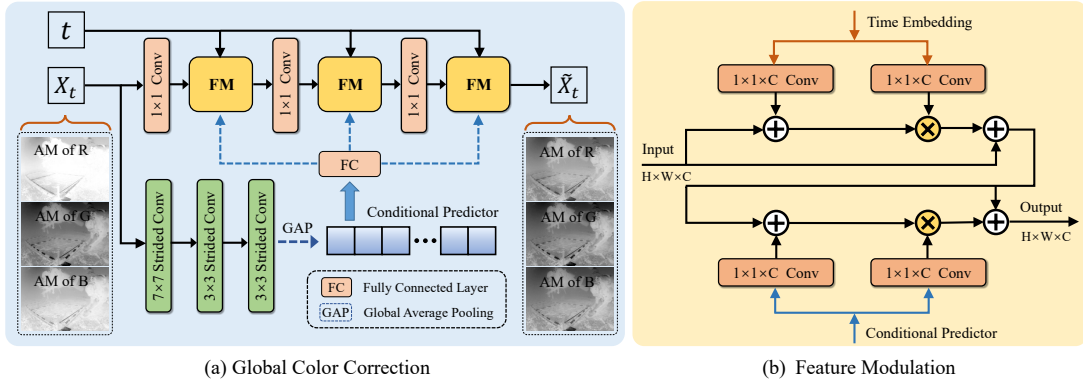 t
X_t
1×1 Conv
FM
1×1 Conv
FM
1×1 Conv
FM
X̃_t
AM of R
AM of G
AM of B
FC
7×7 Strided Conv
3×3 Strided Conv
3×3 Strided Conv
GAP
Conditional Predictor
FC Fully Connected Layer
GAP Global Average Pooling
AM of R
AM of G
AM of B
(a) Global Color Correction
Time Embedding
1×1×C Conv
1×1×C Conv
Input
H×W×C
Output
H×W×C
1×1×C Conv
1×1×C Conv
Conditional Predictor
(b) Feature Modulation